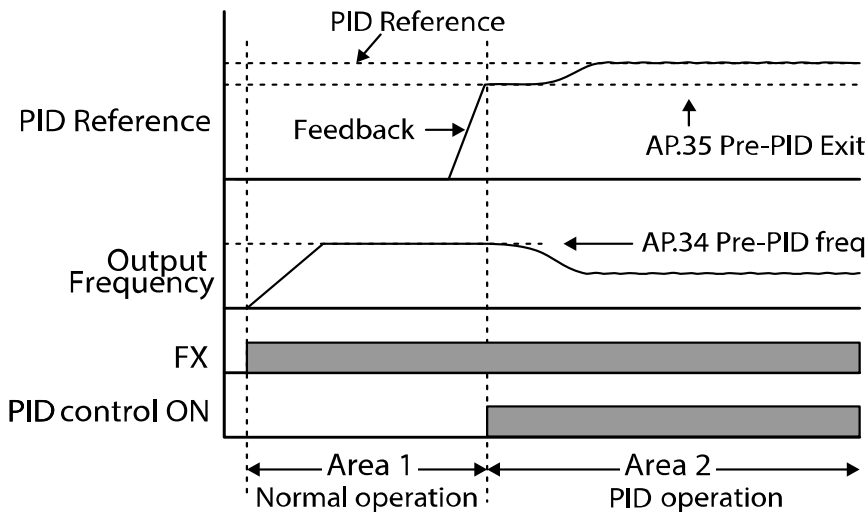 PID Reference
PID Reference
Feedback
AP.35 Pre-PID Exit
Output
Frequency
AP.34 Pre-PID freq
FX
PID control ON
Area 1
Area 2
Normal operation
PID operation